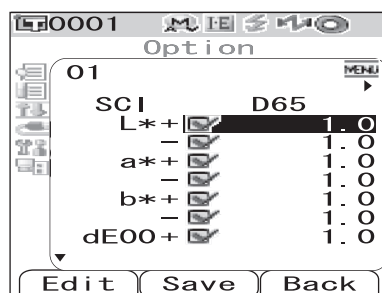 0001 M I·E
Option
01 MENU
SCI D65
L*+ 1.0
- 1.0
a*+ 1.0
- 1.0
b*+ 1.0
- 1.0
dE00+ 1.0
Edit Save Back